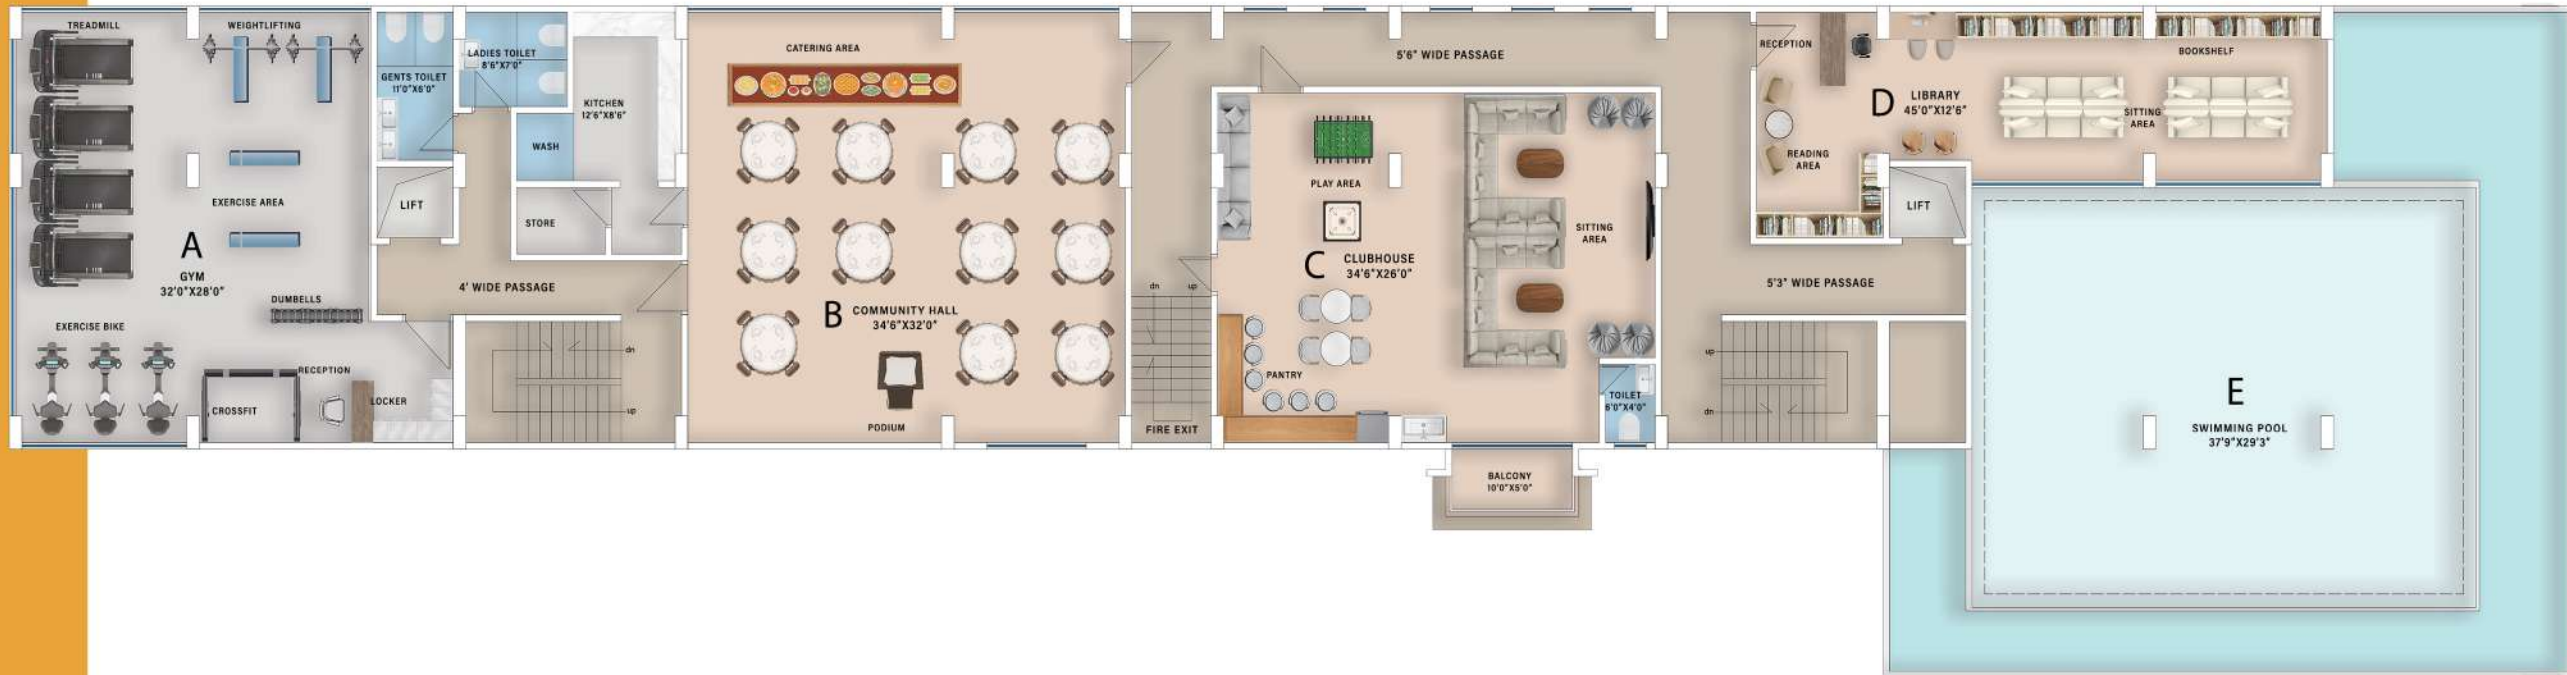 TREADMILL
WEIGHTLIFTING
EXERCISE AREA
A
GYM
32'0"X28'0"
DUMBELLS
EXERCISE BIKE
CROSSFIT
RECEPTION
LOCKER
GENTS TOILET
11'0"X6'0"
LADIES TOILET
8'6"X7'0"
KITCHEN
12'6"X8'6"
WASH
LIFT
STORE
4' WIDE PASSAGE
dn
up
CATERING AREA
B
COMMUNITY HALL
34'6"X32'0"
PODIUM
dn
up
FIRE EXIT
5'6" WIDE PASSAGE
PLAY AREA
SITTING
AREA
C
CLUBHOUSE
34'6"X26'0"
PANTRY
TOILET
6'0"X4'0"
BALCONY
10'0"X5'0"
RECEPTION
BOOKSHELF
D
LIBRARY
45'0"X12'6"
SITTING
AREA
READING
AREA
LIFT
5'3" WIDE PASSAGE
up
dn
E
SWIMMING POOL
37'9"X29'3"